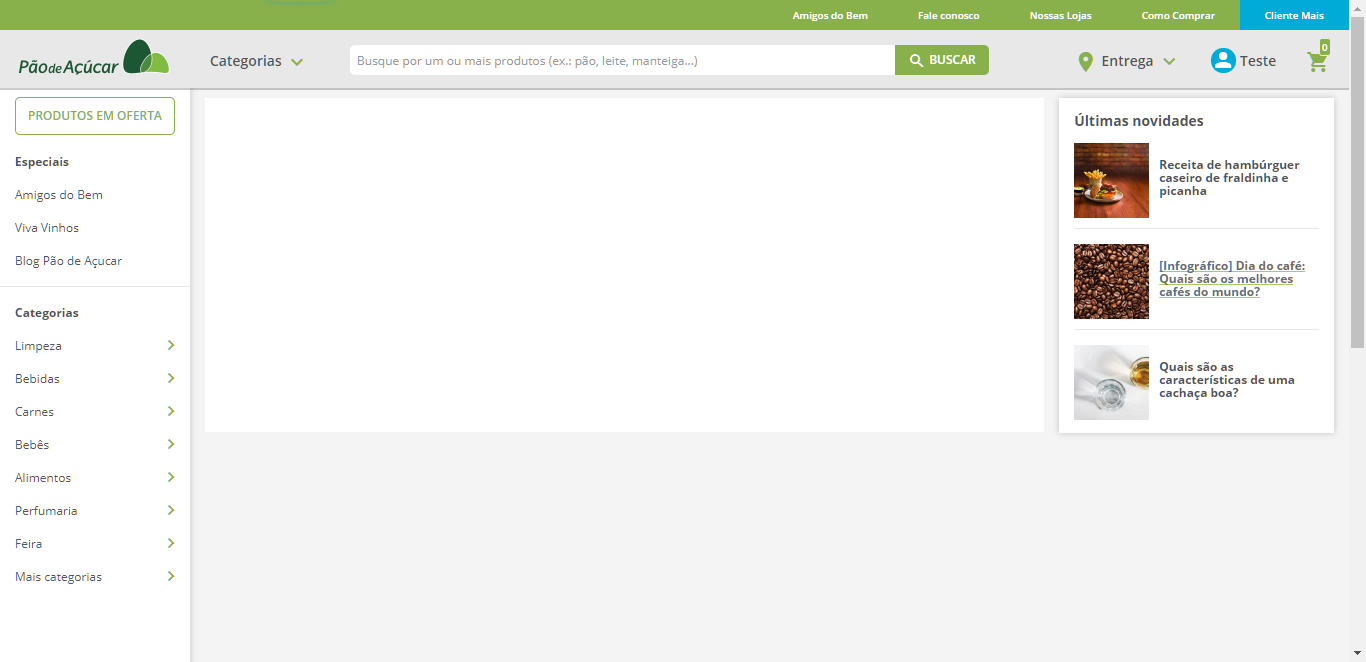 Amigos do Bem
Fale conosco
Nossas Lojas
Como Comprar
Cliente Mais
Pão de Açúcar
Categorias
Busque por um ou mais produtos (ex.: pão, leite, manteiga...)
BUSCAR
Entrega
Teste
0
PRODUTOS EM OFERTA
Especiais
Amigos do Bem
Viva Vinhos
Blog Pão de Açucar
Categorias
Limpeza
Bebidas
Carnes
Bebês
Alimentos
Perfumaria
Feira
Mais categorias
Últimas novidades
Receita de hambúrguer
caseiro de fraldinha e
picanha
[Infográfico] Dia do café:
Quais são os melhores
cafés do mundo?
Quais são as
características de uma
cachaça boa?